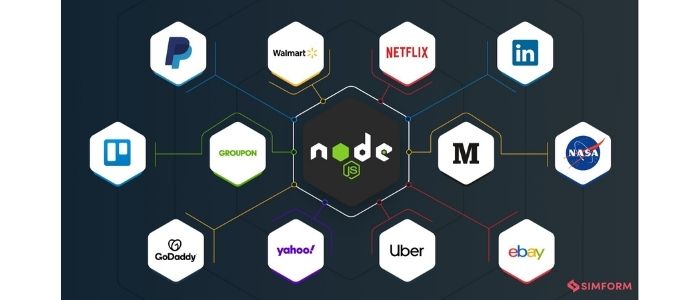 Walmart
NETFLIX
in
GROUPON
node
JS
M
NASA
GoDaddy
yahoo!
Uber
ebay
SIMFORM